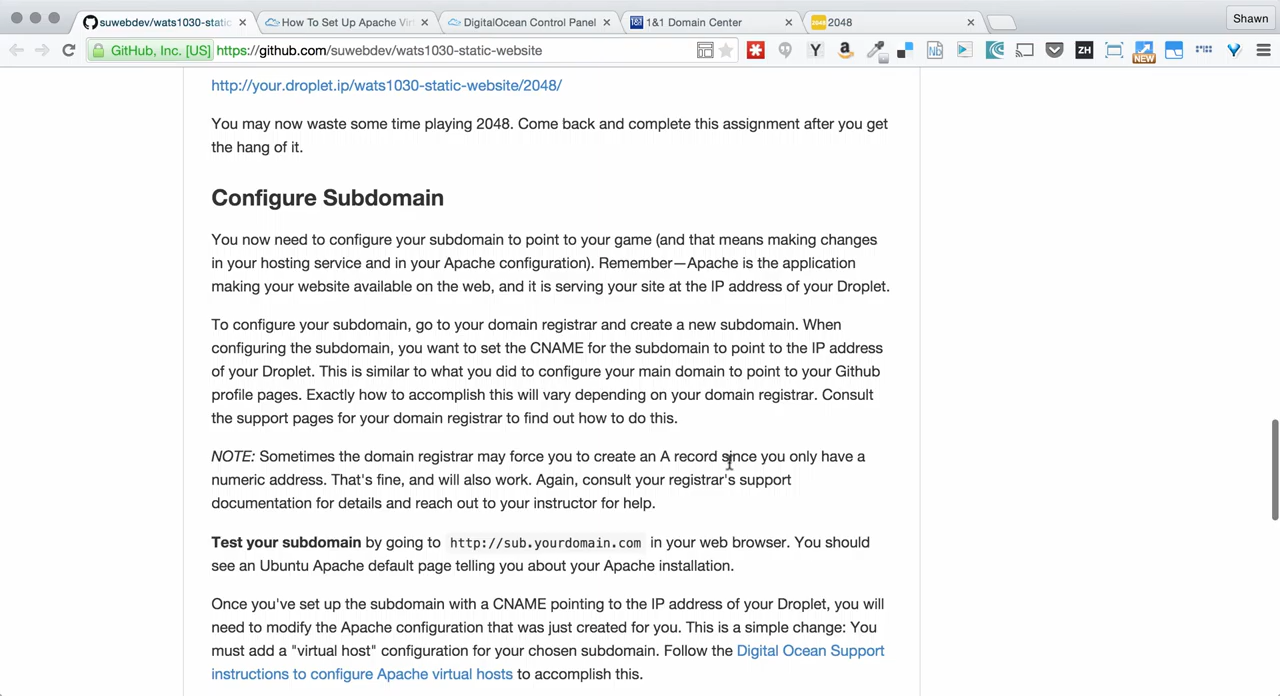 suwebdev/wats1030-static
How To Set Up Apache Vir
DigitalOcean Control Panel
1&1 Domain Center
2048
Shawn
GitHub, Inc. [US] https://github.com/suwebdev/wats1030-static-website
http://your.droplet.ip/wats1030-static-website/2048/
You may now waste some time playing 2048. Come back and complete this assignment after you get
the hang of it.
Configure Subdomain
You now need to configure your subdomain to point to your game (and that means making changes
in your hosting service and in your Apache configuration). Remember—Apache is the application
making your website available on the web, and it is serving your site at the IP address of your Droplet.
To configure your subdomain, go to your domain registrar and create a new subdomain. When
configuring the subdomain, you want to set the CNAME for the subdomain to point to the IP address
of your Droplet. This is similar to what you did to configure your main domain to point to your Github
profile pages. Exactly how to accomplish this will vary depending on your domain registrar. Consult
the support pages for your domain registrar to find out how to do this.
NOTE: Sometimes the domain registrar may force you to create an A record since you only have a
numeric address. That's fine, and will also work. Again, consult your registrar's support
documentation for details and reach out to your instructor for help.
Test your subdomain by going to http://sub.yourdomain.com in your web browser. You should
see an Ubuntu Apache default page telling you about your Apache installation.
Once you've set up the subdomain with a CNAME pointing to the IP address of your Droplet, you will
need to modify the Apache configuration that was just created for you. This is a simple change: You
must add a "virtual host" configuration for your chosen subdomain. Follow the Digital Ocean Support
instructions to configure Apache virtual hosts to accomplish this.